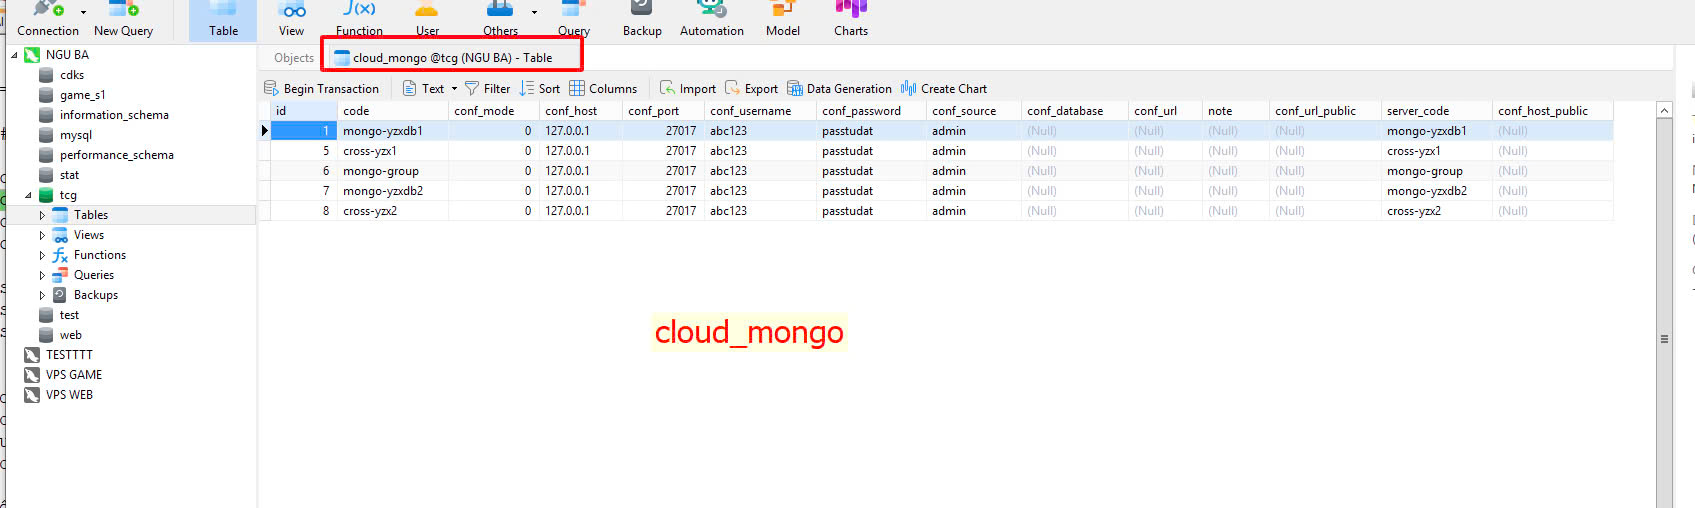 Connection New Query Table View Function User Others Query Backup Automation Model Charts
NGU BA
cdks
game_s1
information_schema
mysql
performance_schema
stat
tcg
Tables
Views
Functions
Queries
Backups
test
web
TESTTTT
VPS GAME
VPS WEB
Objects cloud_mongo @tcg (NGU BA) - Table
Begin Transaction Text Filter Sort Columns Import Export Data Generation Create Chart
id code conf_mode conf_host conf_port conf_username conf_password conf_source conf_database conf_url note conf_url_public server_code conf_host_public
1 mongo-yzxdb1 0 127.0.0.1 27017 abc123 passtudat admin (Null) (Null) (Null) (Null) mongo-yzxdb1 (Null)
5 cross-yzx1 0 127.0.0.1 27017 abc123 passtudat admin (Null) (Null) (Null) (Null) cross-yzx1 (Null)
6 mongo-group 0 127.0.0.1 27017 abc123 passtudat admin (Null) (Null) (Null) (Null) mongo-group (Null)
7 mongo-yzxdb2 0 127.0.0.1 27017 abc123 passtudat admin (Null) (Null) (Null) (Null) mongo-yzxdb2 (Null)
8 cross-yzx2 0 127.0.0.1 27017 abc123 passtudat admin (Null) (Null) (Null) (Null) cross-yzx2 (Null)
cloud_mongo